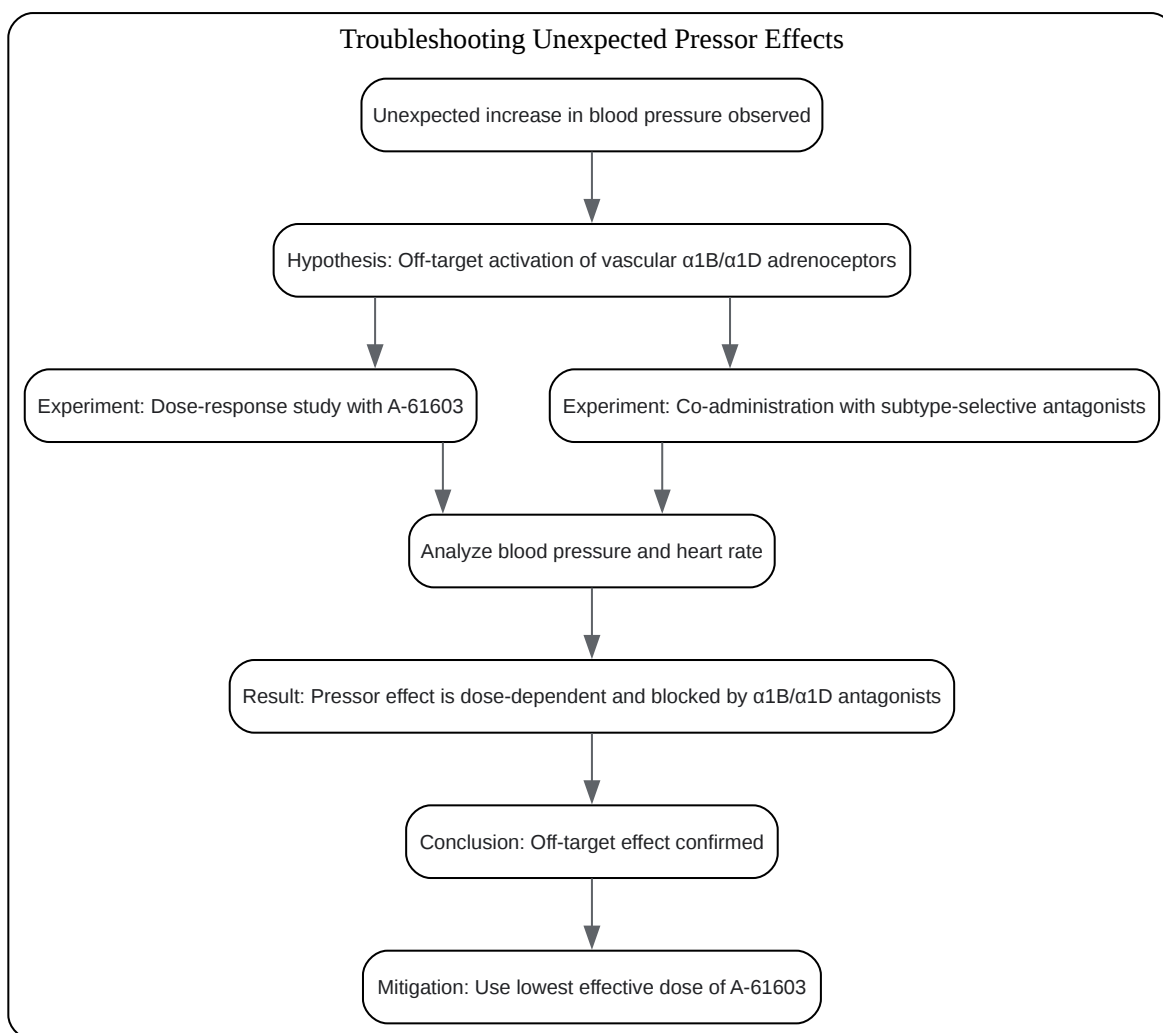 Troubleshooting Unexpected Pressor Effects
Unexpected increase in blood pressure observed
Hypothesis: Off-target activation of vascular α1B/α1D adrenoceptors
Experiment: Dose-response study with A-61603
Experiment: Co-administration with subtype-selective antagonists
Analyze blood pressure and heart rate
Result: Pressor effect is dose-dependent and blocked by α1B/α1D antagonists
Conclusion: Off-target effect confirmed
Mitigation: Use lowest effective dose of A-61603